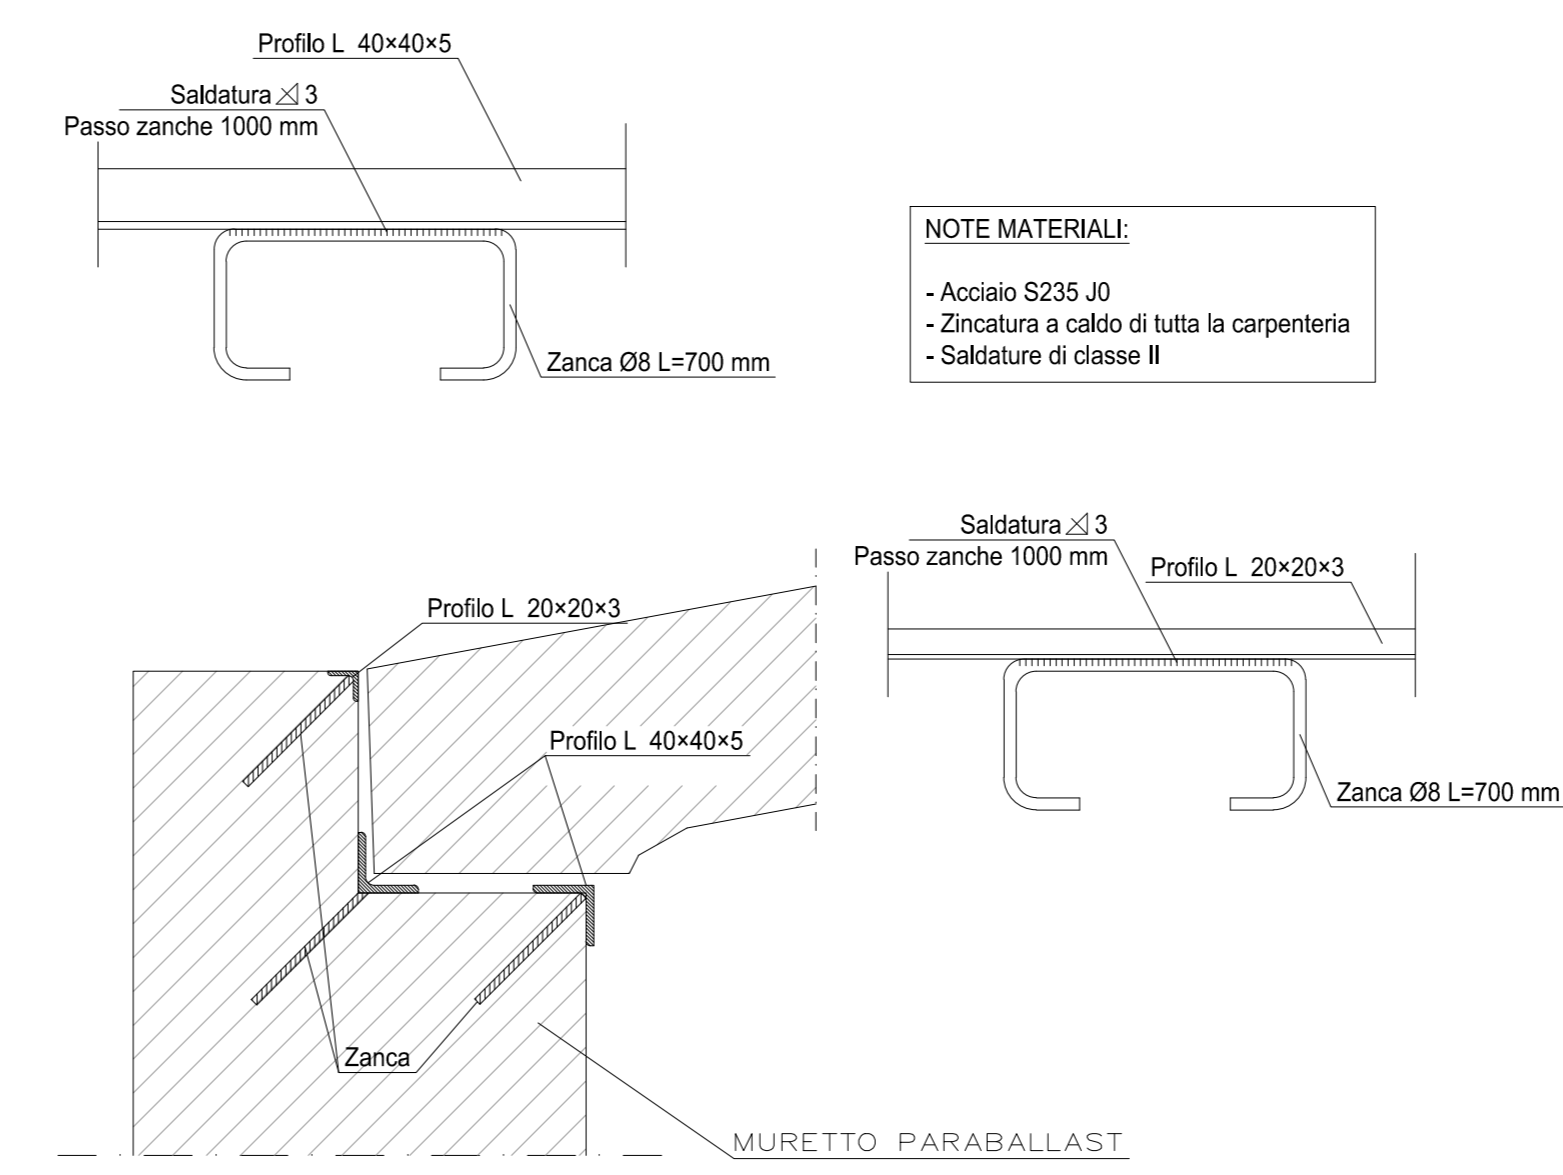 Profilo L 40×40×5
Saldatura 3
Passo zanche 1000 mm
Zanca Ø8 L=700 mm
NOTE MATERIALI:
- Acciaio S235 J0
- Zincatura a caldo di tutta la carpenteria
- Saldature di classe II
Saldatura 3
Passo zanche 1000 mm
Profilo L 20×20×3
Zanca Ø8 L=700 mm
Profilo L 20×20×3
Profilo L 40×40×5
Zanca
MURETTO PARABALLAST